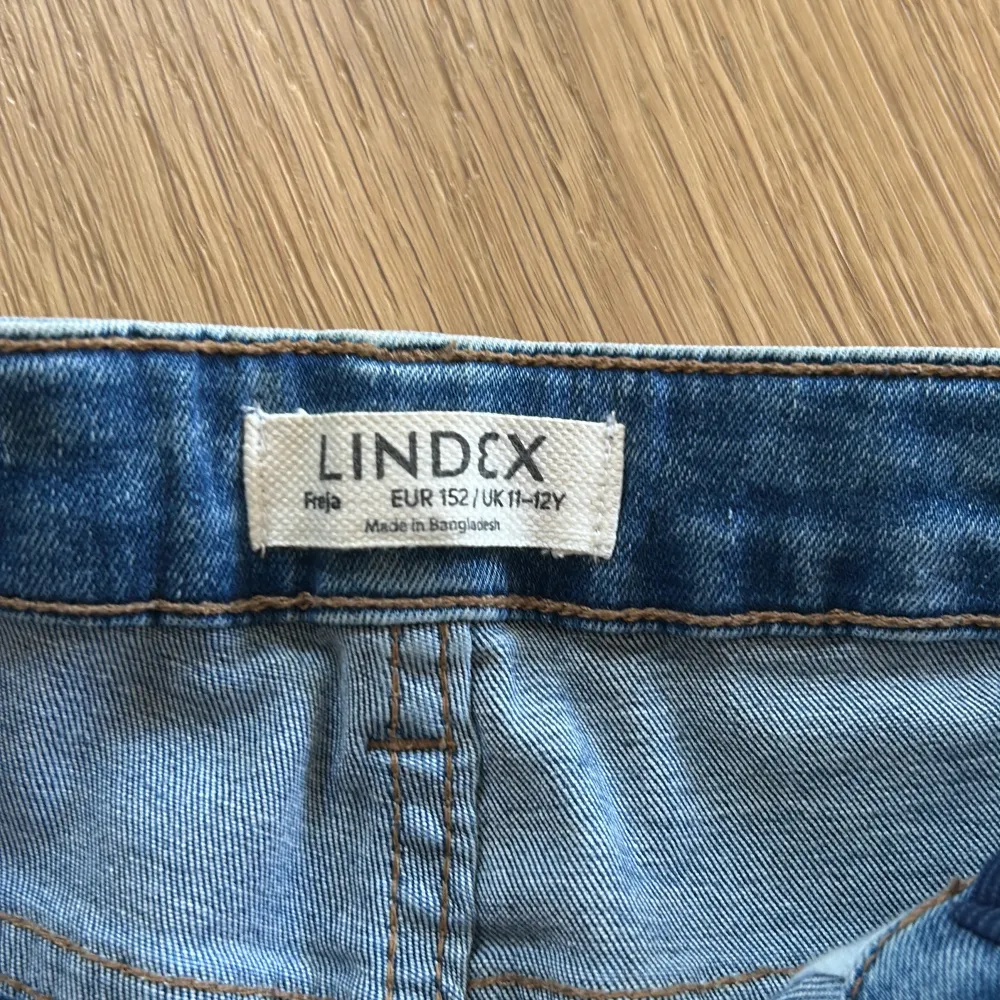 LINDEX
Freja EUR 152 / UK 11-12Y
Made in Bangladesh